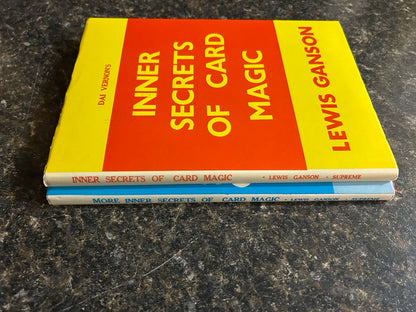 DAI VERNON'S
INNER
SECRETS
OF CARD
MAGIC
LEWIS GANSON
INNER SECRETS OF CARD MAGIC • LEWIS GANSON • SUPREME
MORE INNER SECRETS OF CARD MAGIC • LEWIS GANSON • SUPREME